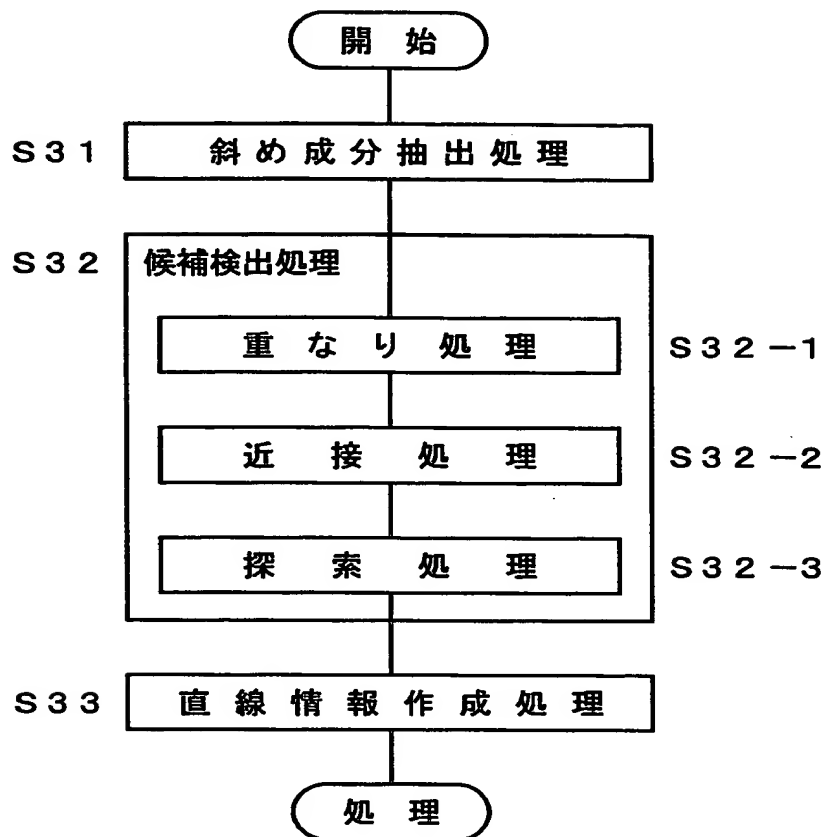 開始
S31 斜め成分抽出処理
S32 候補検出処理
重なり処理 S32-1
近接処理 S32-2
探索処理 S32-3
S33 直線情報作成処理
処理